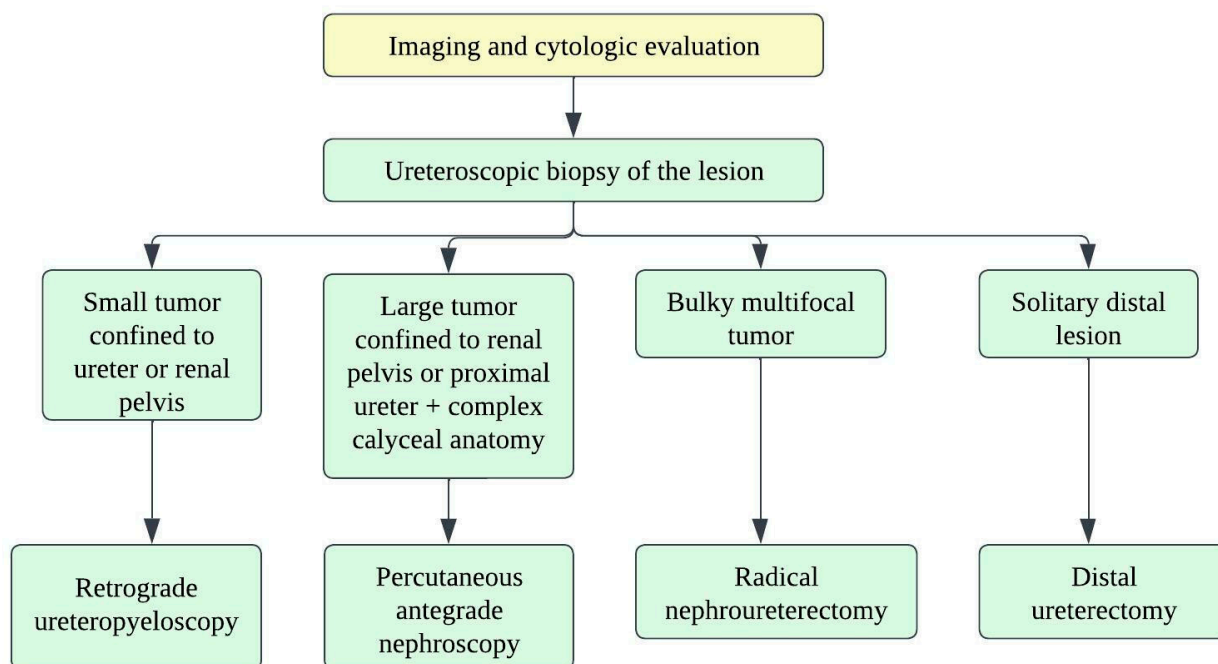 Imaging and cytologic evaluation
Ureteroscopic biopsy of the lesion
Small tumor
confined to
ureter or renal
pelvis
Large tumor
confined to renal
pelvis or proximal
ureter + complex
calyceal anatomy
Bulky multifocal
tumor
Solitary distal
lesion
Retrograde
ureteropyeloscopy
Percutaneous
antegrade
nephroscopy
Radical
nephroureterectomy
Distal
ureterectomy